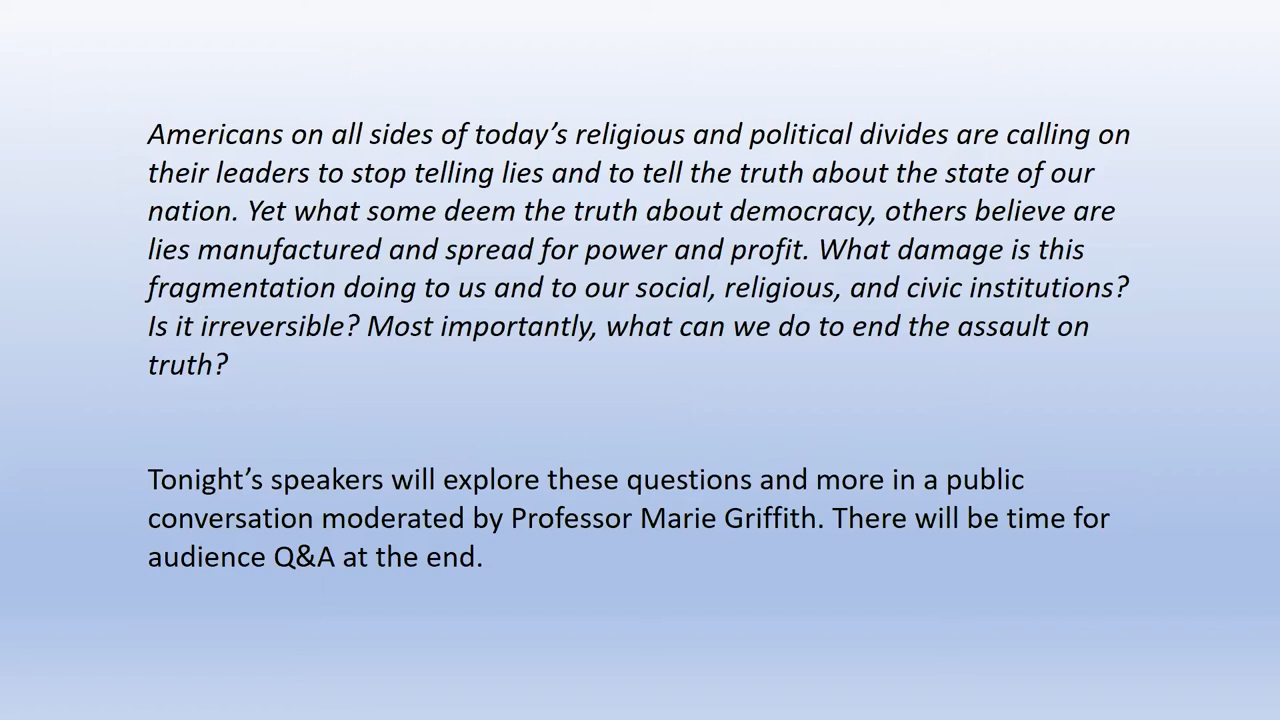 Americans on all sides of today’s religious and political divides are calling on
their leaders to stop telling lies and to tell the truth about the state of our
nation. Yet what some deem the truth about democracy, others believe are
lies manufactured and spread for power and profit. What damage is this
fragmentation doing to us and to our social, religious, and civic institutions?
Is it irreversible? Most importantly, what can we do to end the assault on
truth?
Tonight’s speakers will explore these questions and more in a public
conversation moderated by Professor Marie Griffith. There will be time for
audience Q&A at the end.